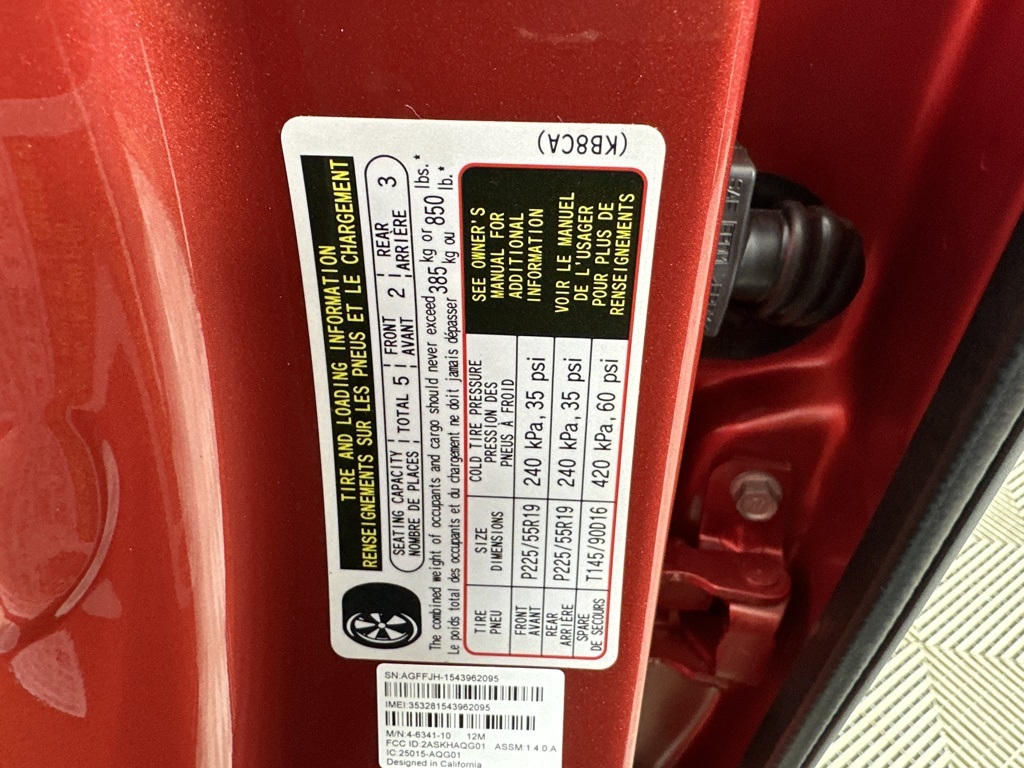 TIRE AND LOADING INFORMATION
RENSEIGNEMENTS SUR LES PNEUS ET LE CHARGEMENT
SEATING CAPACITY TOTAL 5 FRONT 2 REAR 3
NOMBRE DE PLACES AVANT ARRIÈRE
The combined weight of occupants and cargo should never exceed 385 kg or 850 lbs.*
Le poids total des occupants et du chargement ne doit jamais dépasser kg ou lb.*
TIRE SIZE COLD TIRE PRESSURE
PNEU DIMENSIONS PRESSION DES
PNEUS À FROID
FRONT P225/55R19 240 kPa, 35 psi
AVANT
REAR P225/55R19 240 kPa, 35 psi
ARRIÈRE
SPARE T145/90D16 420 kPa, 60 psi
DE SECOURS
SEE OWNER'S
MANUAL FOR
ADDITIONAL
INFORMATION
VOIR LE MANUEL
DE L'USAGER
POUR PLUS DE
RENSEIGNEMENTS
(KB8CA)
SN:AGFFJH-1543962095
IMEI:353281543962095
M/N:4-6341-10 12M
FCC ID:2ASKHAQG01 ASSM 1 4 0 A
IC:25015-AQG01
Designed in California